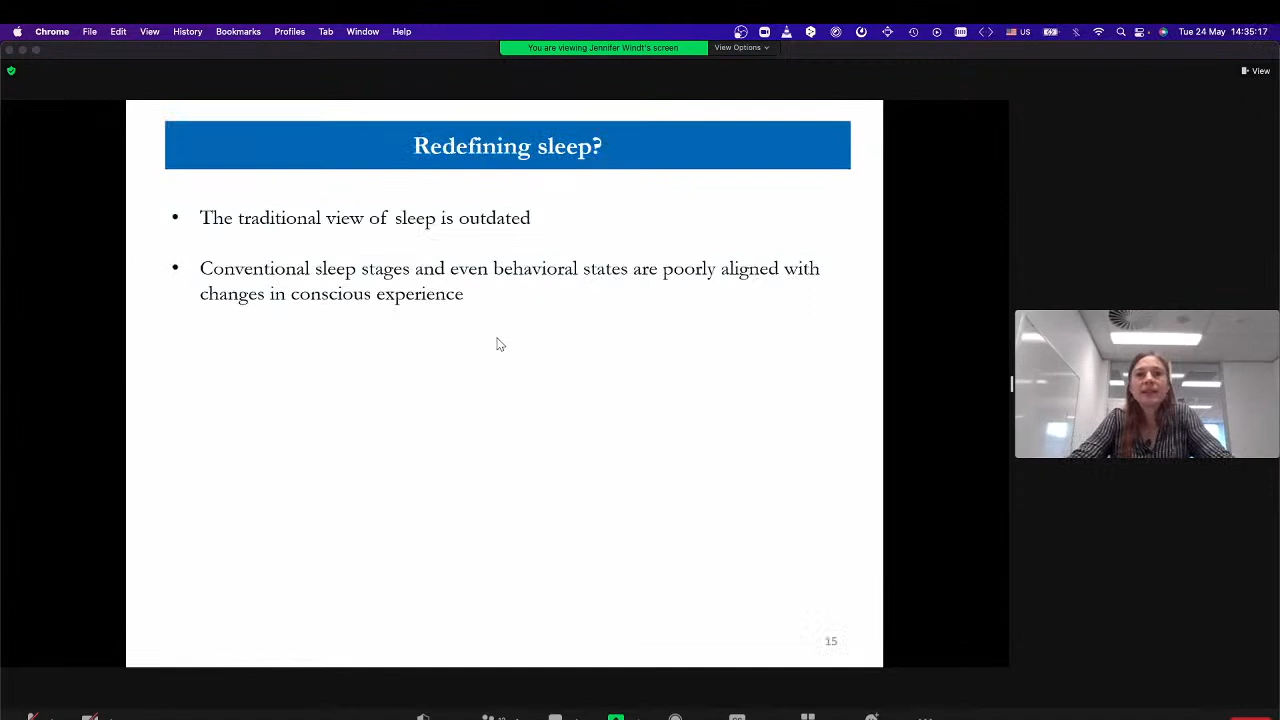 Chrome File Edit View History Bookmarks Profiles Tab Window Help US Tue 24 May 14:35:17
You are viewing Jennifer Windt's screen View Options
View
Redefining sleep?
• The traditional view of sleep is outdated
• Conventional sleep stages and even behavioral states are poorly aligned with
changes in conscious experience
15